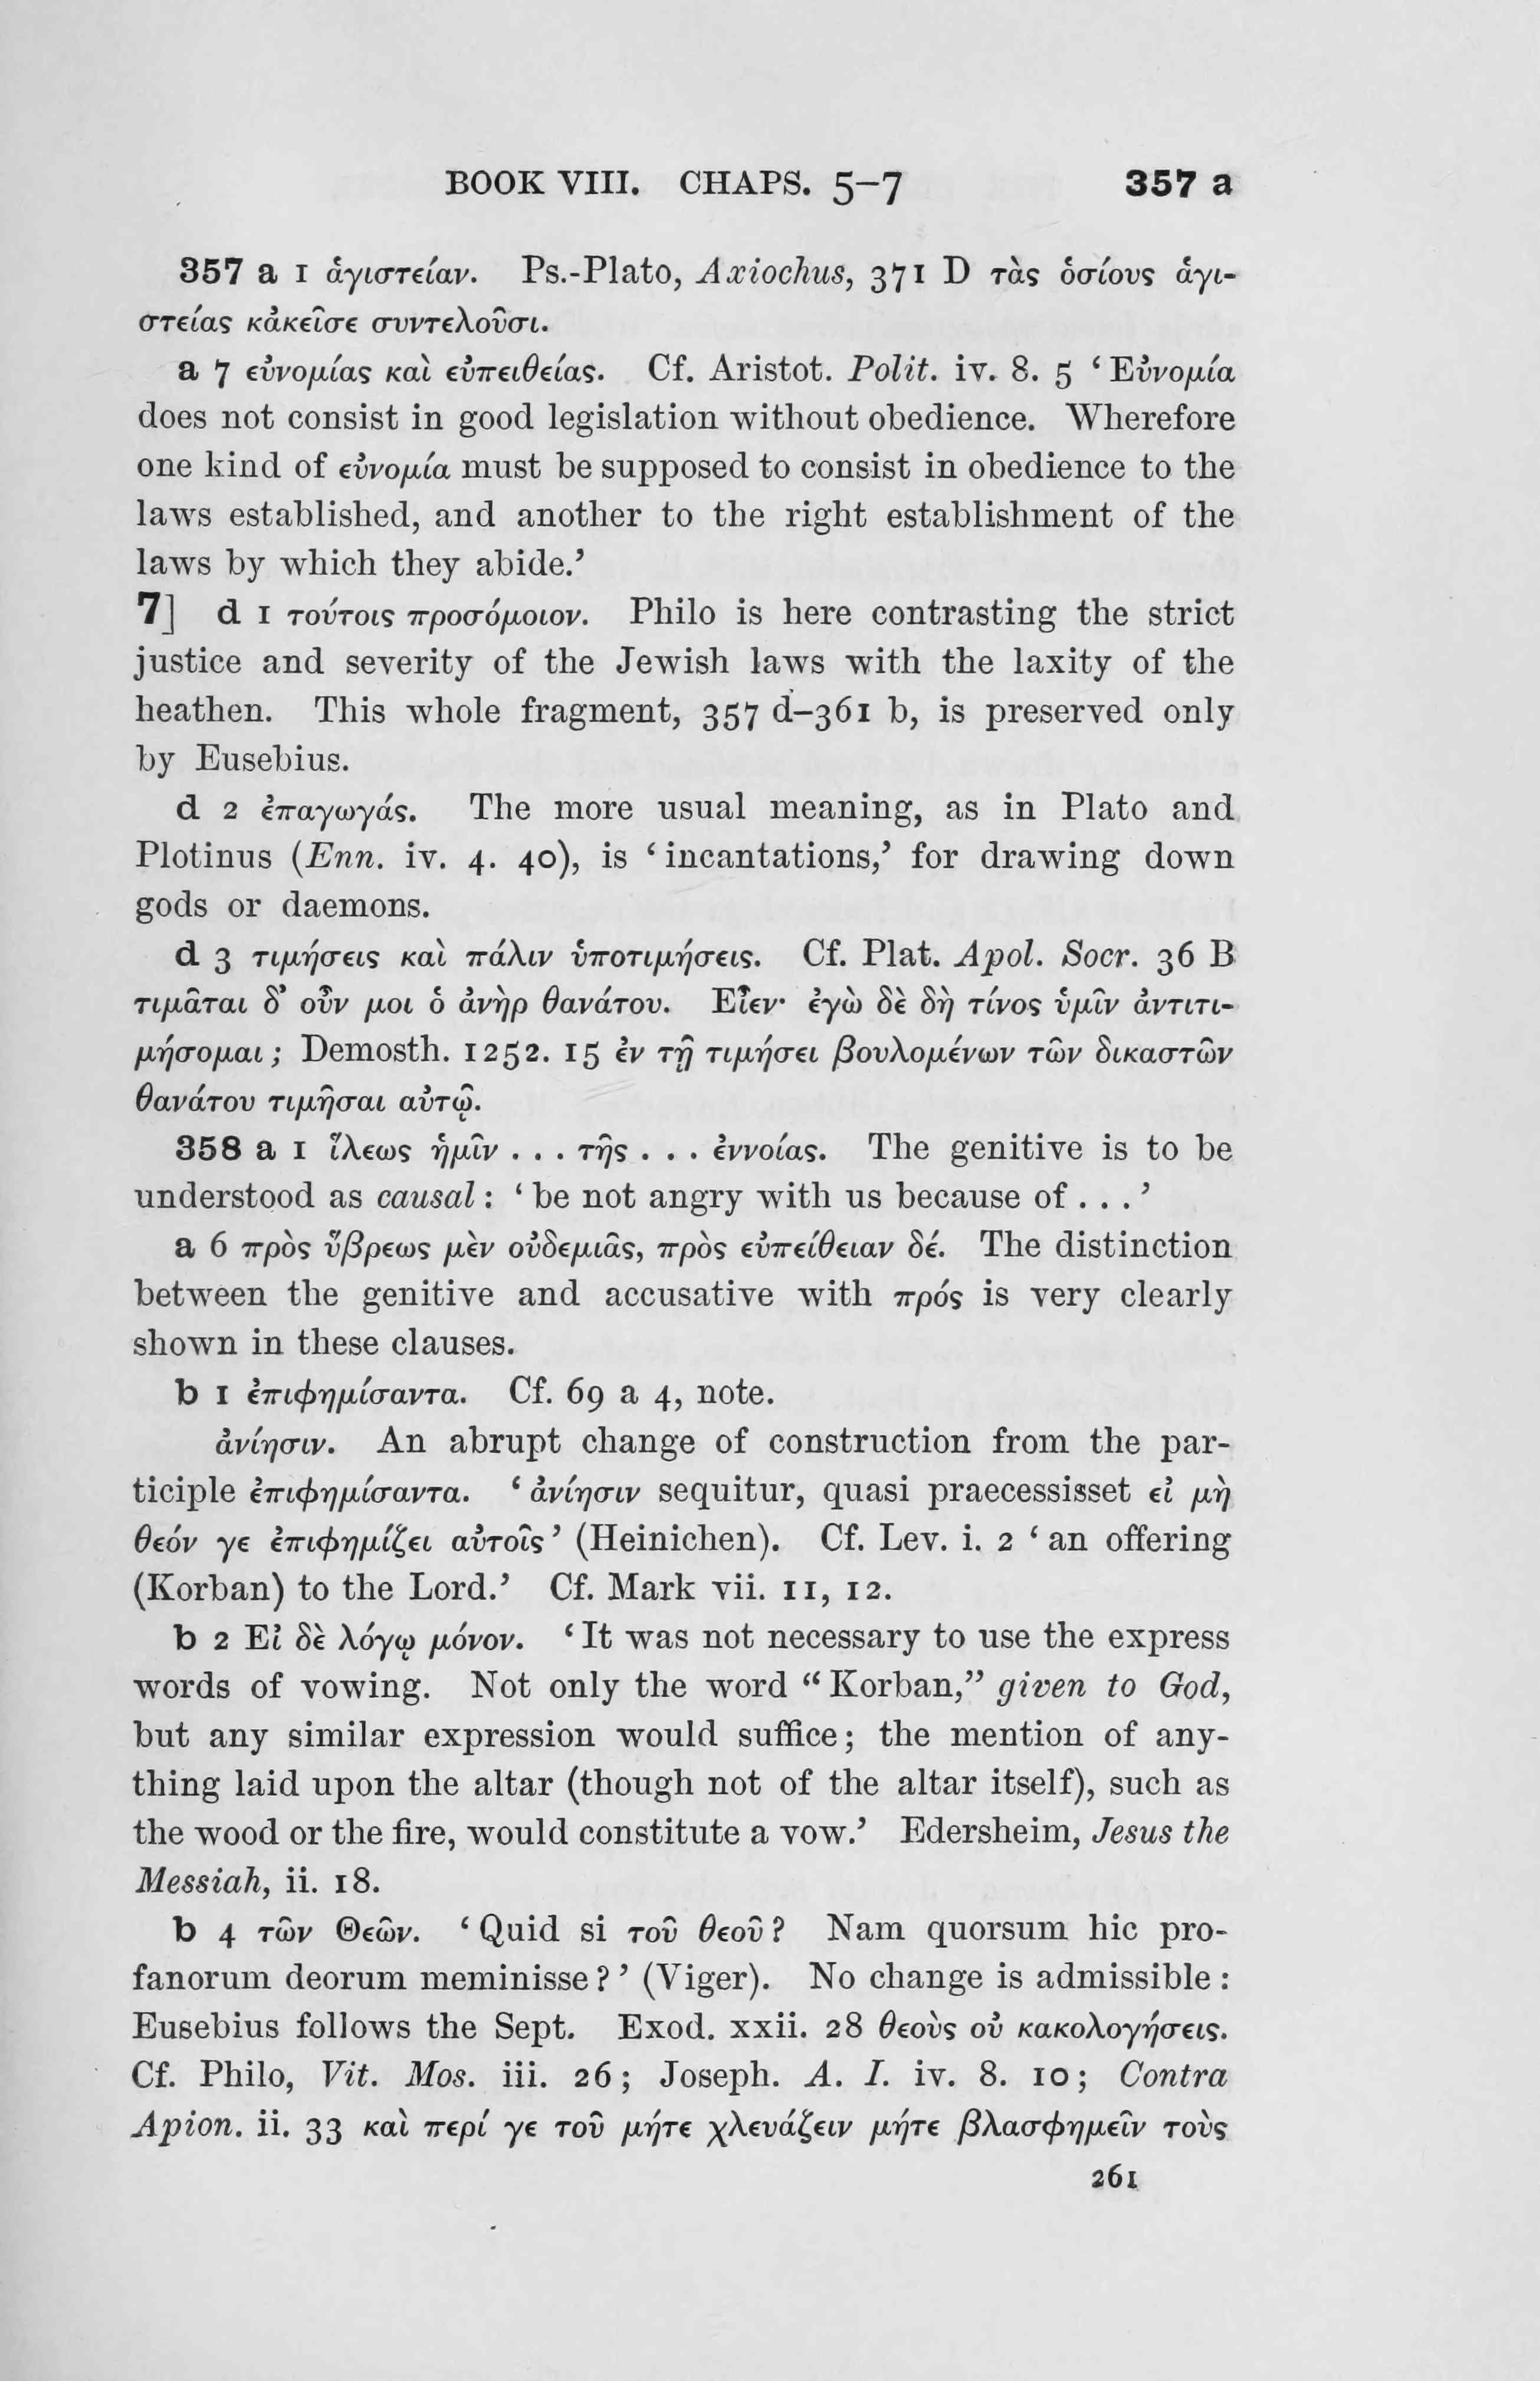 BOOK VIII. CHAPS. 5–7 357 a
357 a 1 ἁγιστείαν. Ps.-Plato, Axiochus, 371 D τὰς ὁσίους ἁγι-
στείας κἀκεῖσε συντελοῦσι.
a 7 εὐνομίας καὶ εὐπειθείας. Cf. Aristot. Polit. iv. 8. 5 ‘Εὐνομία
does not consist in good legislation without obedience. Wherefore
one kind of εὐνομία must be supposed to consist in obedience to the
laws established, and another to the right establishment of the
laws by which they abide.’
7] d 1 τούτοις προσόμοιον. Philo is here contrasting the strict
justice and severity of the Jewish laws with the laxity of the
heathen. This whole fragment, 357 d–361 b, is preserved only
by Eusebius.
d 2 ἐπαγωγάς. The more usual meaning, as in Plato and
Plotinus (Enn. iv. 4. 40), is ‘incantations,’ for drawing down
gods or daemons.
d 3 τιμήσεις καὶ πάλιν ὑποτιμήσεις. Cf. Plat. Apol. Socr. 36 B
τιμᾶται δ’ οὖν μοι ὁ ἀνὴρ θανάτου. Εἶεν· ἐγὼ δὲ δὴ τίνος ὑμῖν ἀντιτι-
μήσομαι; Demosth. 1252. 15 ἐν τῇ τιμήσει βουλομένων τῶν δικαστῶν
θανάτου τιμῆσαι αὐτῷ.
358 a 1 ἵλεως ἡμῖν . . . τῆς . . . ἐννοίας. The genitive is to be
understood as causal: ‘be not angry with us because of . . .’
a 6 πρὸς ὕβρεως μὲν οὐδεμιᾶς, πρὸς εὐπείθειαν δέ. The distinction
between the genitive and accusative with πρός is very clearly
shown in these clauses.
b 1 ἐπιφημίσαντα. Cf. 69 a 4, note.
ἀνίησιν. An abrupt change of construction from the par-
ticiple ἐπιφημίσαντα. ‘ἀνίησιν sequitur, quasi praecessisset εἰ μὴ
θεόν γε ἐπιφημίζει αὐτοῖς’ (Heinichen). Cf. Lev. i. 2 ‘an offering
(Korban) to the Lord.’ Cf. Mark vii. 11, 12.
b 2 Εἰ δὲ λόγῳ μόνον. ‘It was not necessary to use the express
words of vowing. Not only the word “Korban,” given to God,
but any similar expression would suffice; the mention of any-
thing laid upon the altar (though not of the altar itself), such as
the wood or the fire, would constitute a vow.’ Edersheim, Jesus the
Messiah, ii. 18.
b 4 τῶν Θεῶν. ‘Quid si τοῦ θεοῦ? Nam quorsum hic pro-
fanorum deorum meminisse?’ (Viger). No change is admissible:
Eusebius follows the Sept. Exod. xxii. 28 θεοὺς οὐ κακολογήσεις.
Cf. Philo, Vit. Mos. iii. 26; Joseph. A. I. iv. 8. 10; Contra
Apion. ii. 33 καὶ περί γε τοῦ μήτε χλευάζειν μήτε βλασφημεῖν τοὺς
261